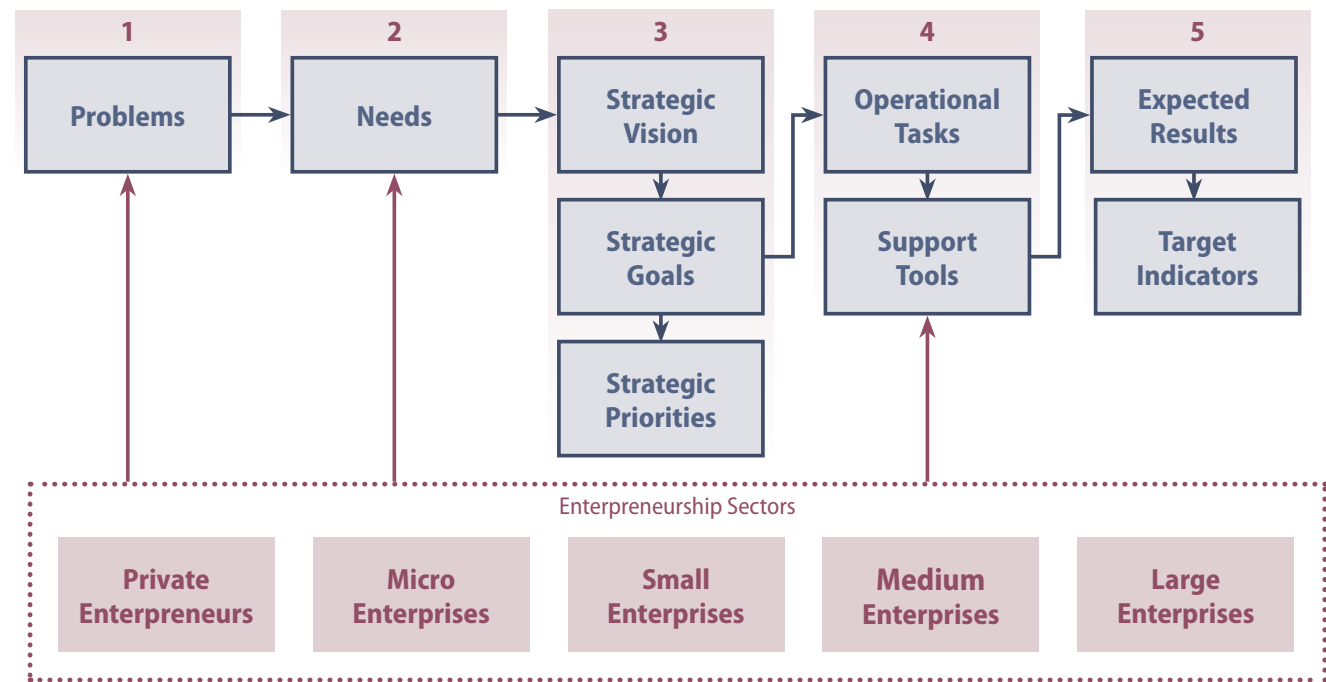 1
2
3
4
5
Problems
Needs
Strategic
Vision
Operational
Tasks
Expected
Results
Strategic
Goals
Support
Tools
Target
Indicators
Strategic
Priorities
Enterpreneurship Sectors
Private
Enterpreneurs
Micro
Enterprises
Small
Enterprises
Medium
Enterprises
Large
Enterprises